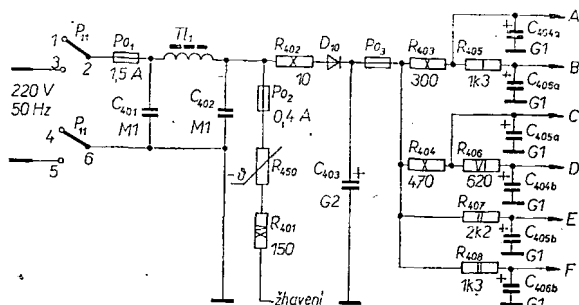 A
C404a
G1
1 P11
3 2
220 V
50 Hz
Po1
1,5 A
Tl1
R402
10
D10
Po3
R403
300
R405
1k3
B
C405a
G1
C401
M1
C402
M1
Po2
0,4 A
C
C405a
G1
4 P11
5 6
-ϑ
R450
C403
G2
R404
470
R406
620
D
C404b
G1
R401
150
R407
2k2
E
C405b
G1
R408
1k3
F
C406b
G1
žhavení